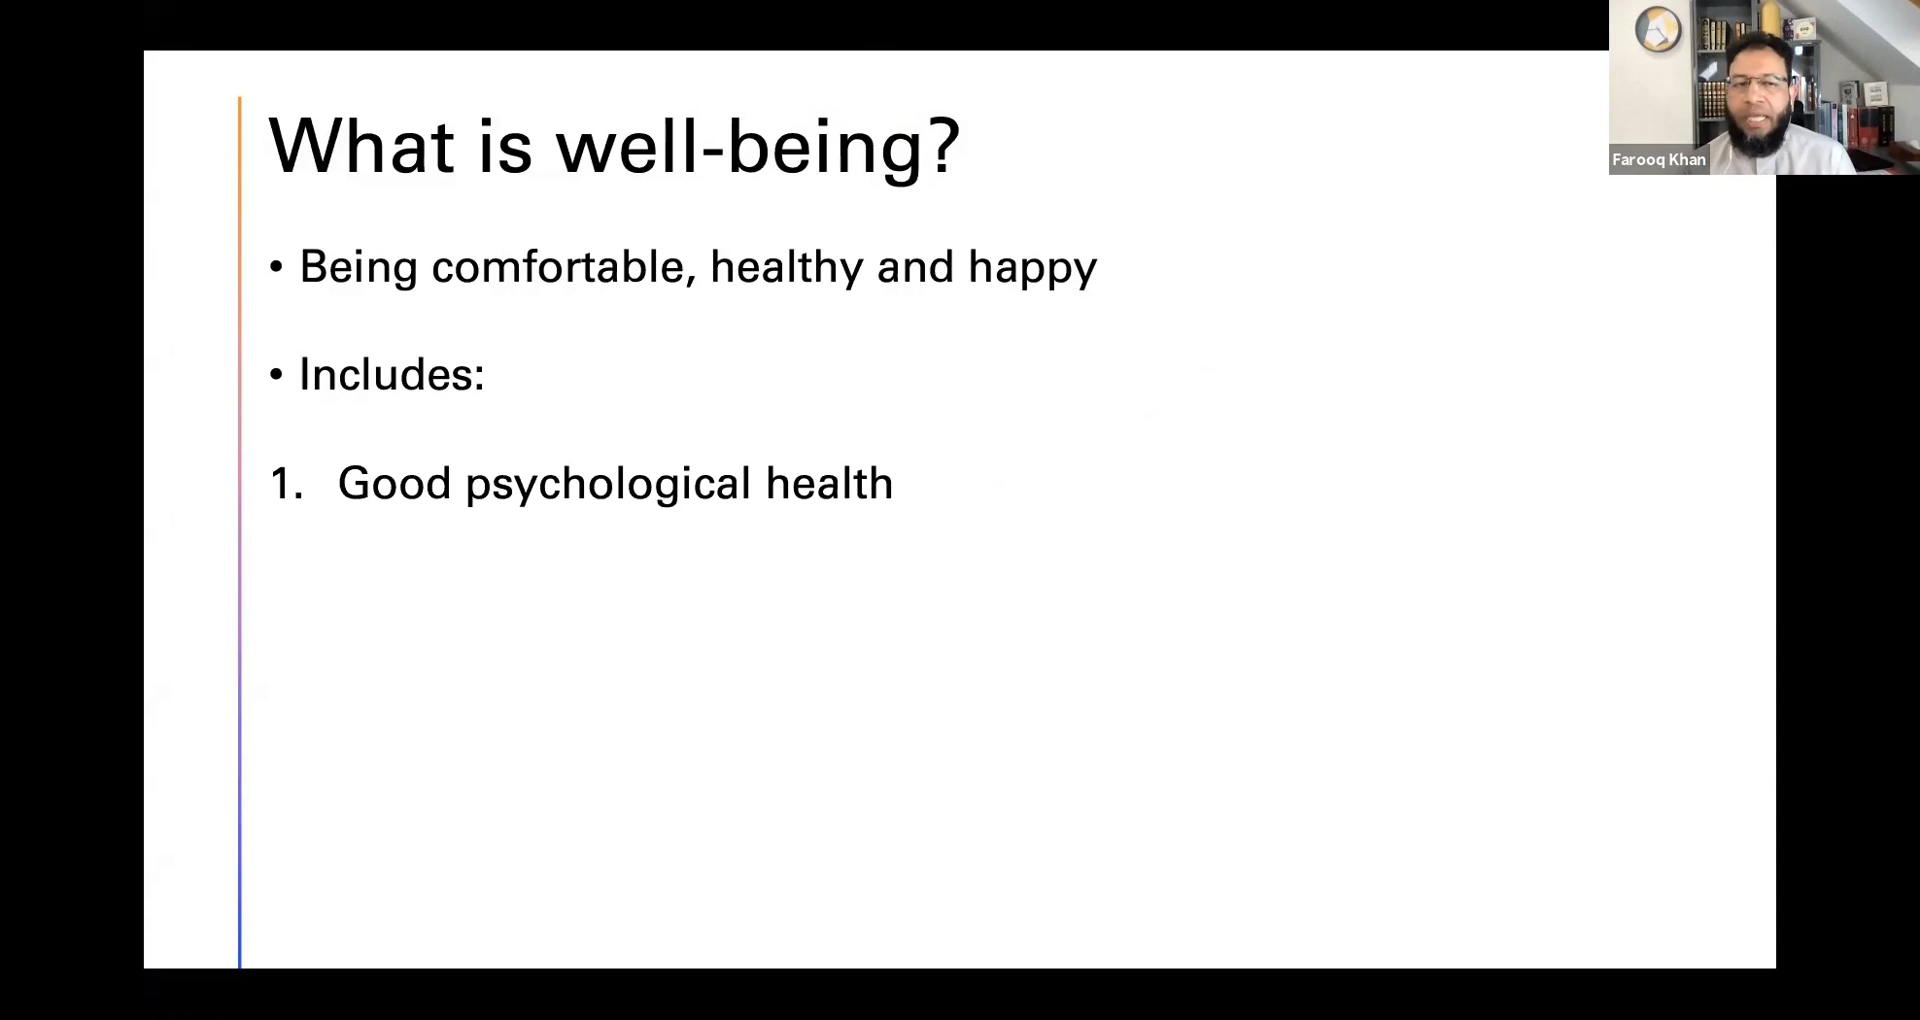 What is well-being?
• Being comfortable, healthy and happy
• Includes:
1. Good psychological health
Farooq Khan